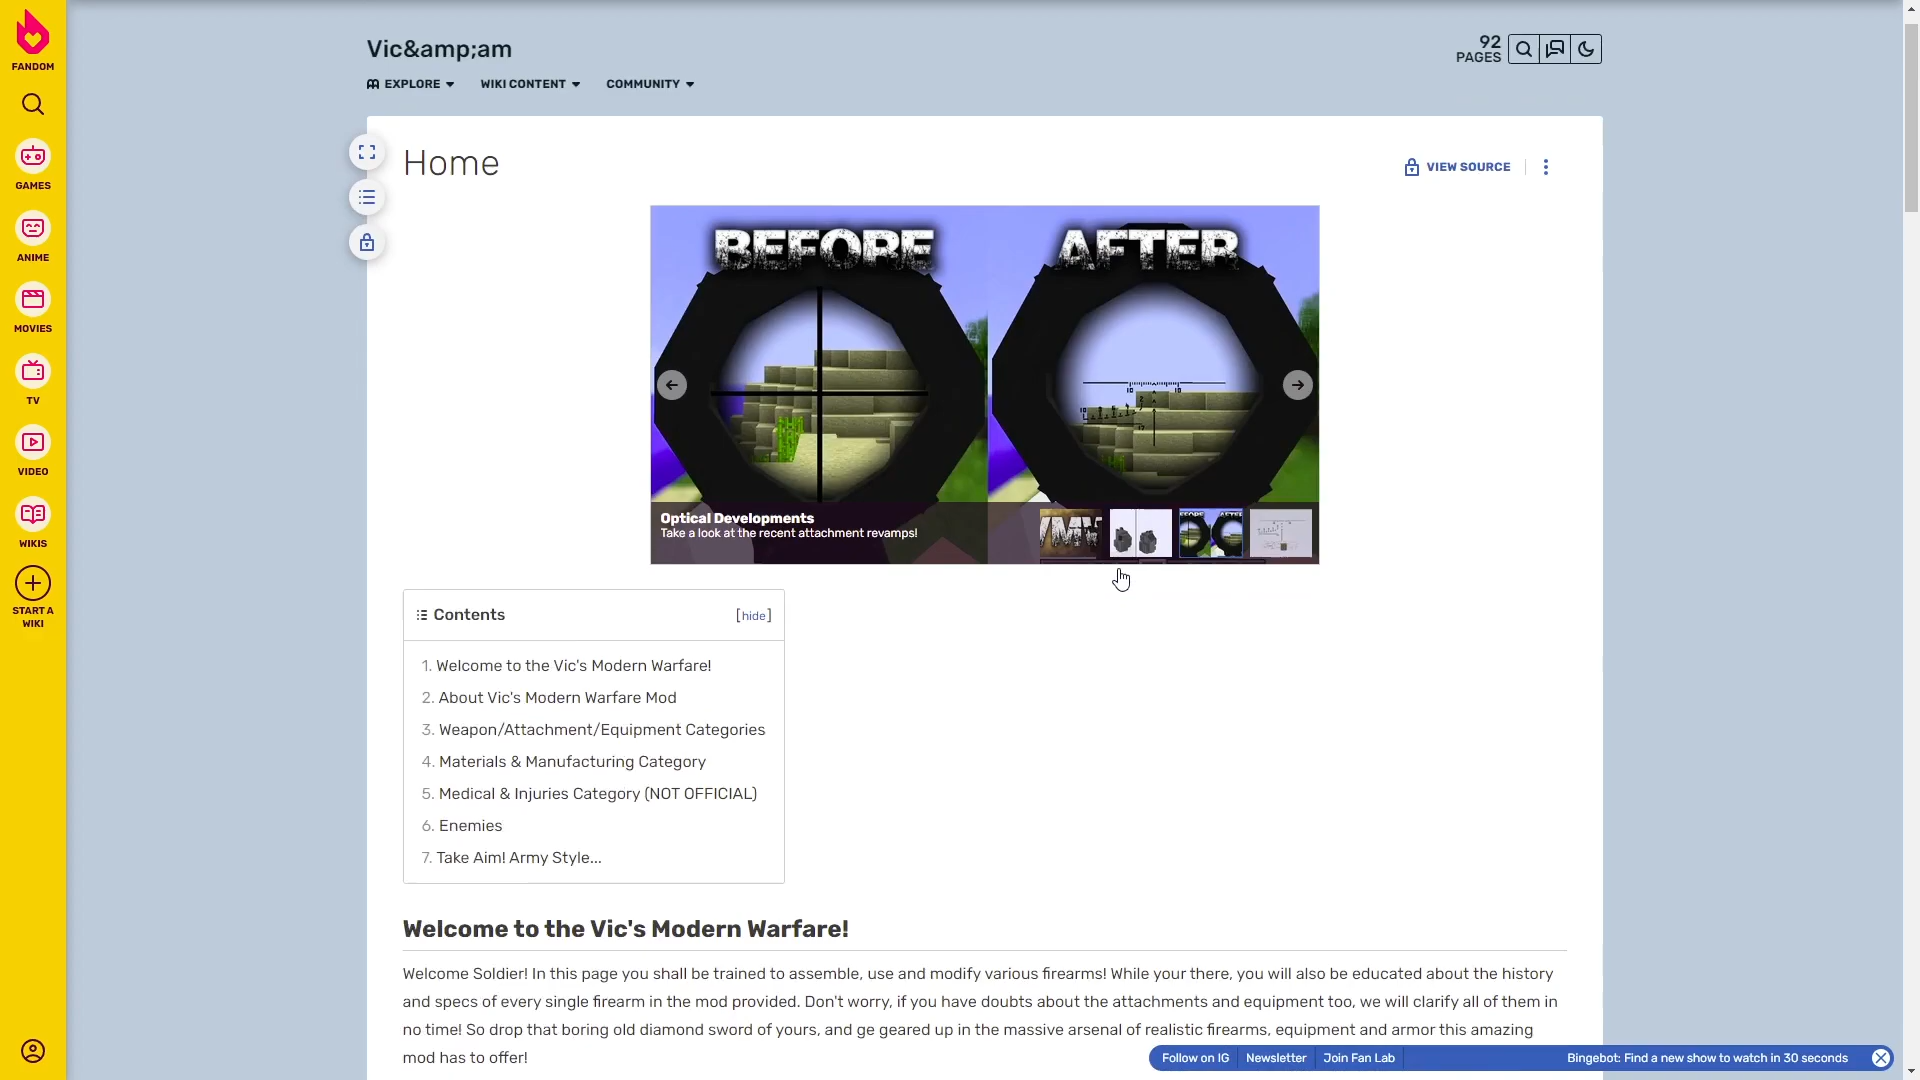 FANDOM
GAMES
ANIME
MOVIES
TV
VIDEO
WIKIS
START A
WIKI
Vic&amp;am
92
PAGES
EXPLORE
WIKI CONTENT
COMMUNITY
Home
VIEW SOURCE
BEFORE
AFTER
Optical Developments
Take a look at the recent attachment revamps!
Contents
[hide]
1. Welcome to the Vic's Modern Warfare!
2. About Vic's Modern Warfare Mod
3. Weapon/Attachment/Equipment Categories
4. Materials & Manufacturing Category
5. Medical & Injuries Category (NOT OFFICIAL)
6. Enemies
7. Take Aim! Army Style...
Welcome to the Vic's Modern Warfare!
Welcome Soldier! In this page you shall be trained to assemble, use and modify various firearms! While your there, you will also be educated about the history
and specs of every single firearm in the mod provided. Don't worry, if you have doubts about the attachments and equipment too, we will clarify all of them in
no time! So drop that boring old diamond sword of yours, and ge geared up in the massive arsenal of realistic firearms, equipment and armor this amazing
mod has to offer!
Follow on IG
Newsletter
Join Fan Lab
Bingebot: Find a new show to watch in 30 seconds